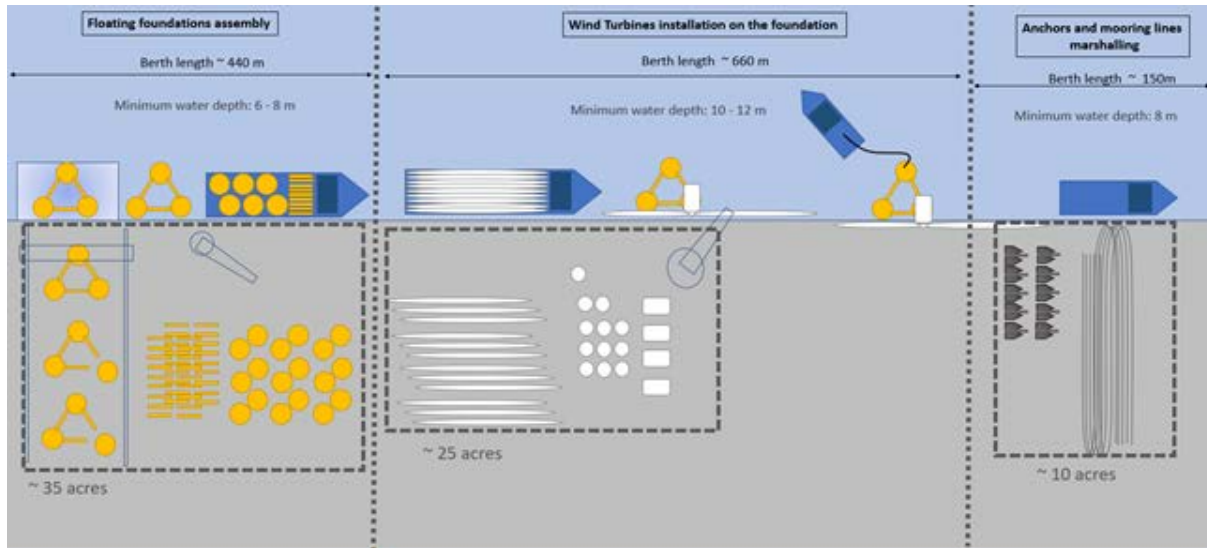 Floating foundations assembly
Berth length ~ 440 m
Minimum water depth: 6 - 8 m
~ 35 acres
Wind Turbines installation on the foundation
Berth length ~ 660 m
Minimum water depth: 10 - 12 m
~ 25 acres
Anchors and mooring lines
marshalling
Berth length ~ 150m
Minimum water depth: 8 m
~ 10 acres